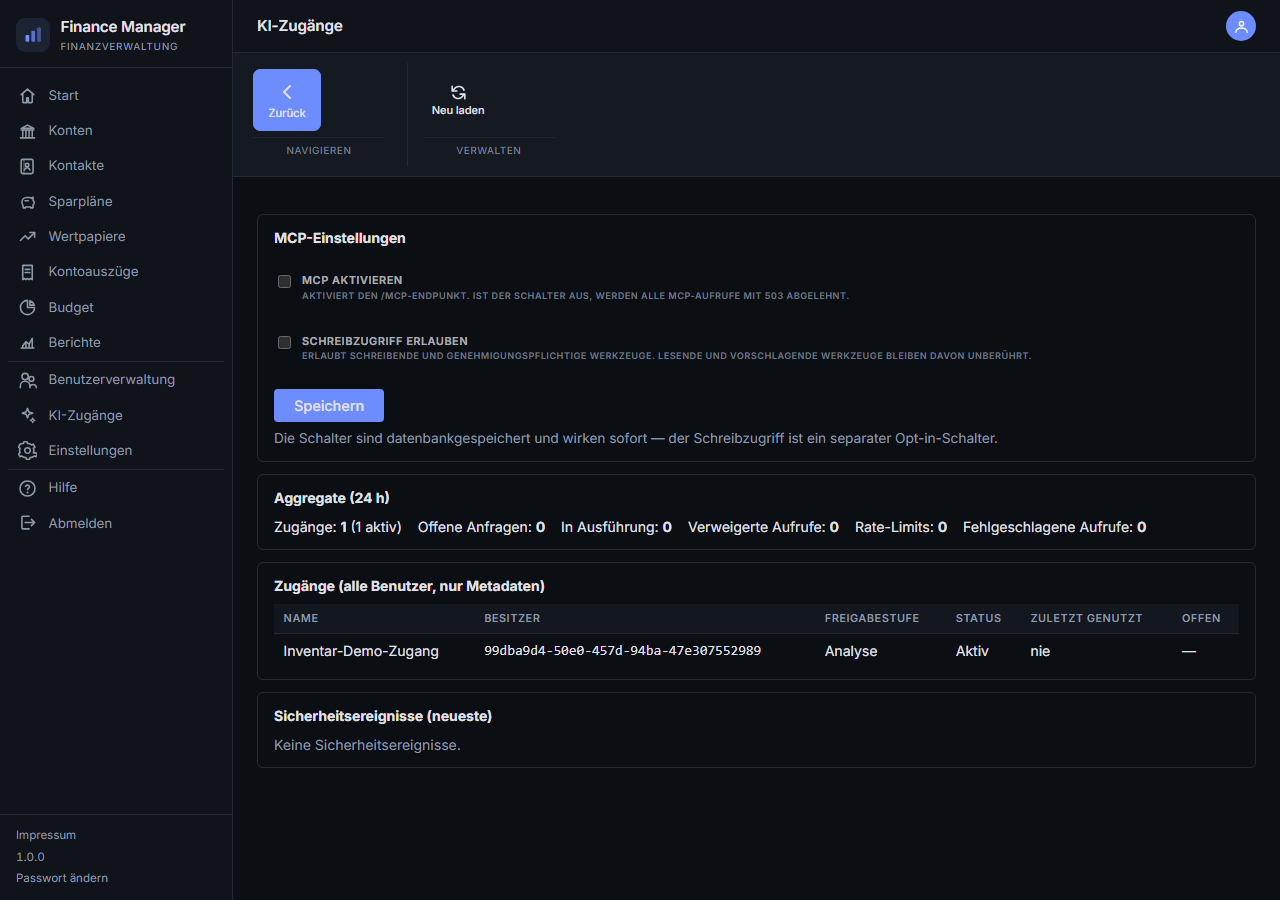 Finance Manager
FINANZVERWALTUNG
Start
Konten
Kontakte
Sparpläne
Wertpapiere
Kontoauszüge
Budget
Berichte
Benutzerverwaltung
KI-Zugänge
Einstellungen
Hilfe
Abmelden
Impressum
1.0.0
Passwort ändern
KI-Zugänge
Zurück
NAVIGIEREN
Neu laden
VERWALTEN
MCP-Einstellungen
MCP AKTIVIEREN
AKTIVIERT DEN /MCP-ENDPUNKT. IST DER SCHALTER AUS, WERDEN ALLE MCP-AUFRUFE MIT 503 ABGELEHNT.
SCHREIBZUGRIFF ERLAUBEN
ERLAUBT SCHREIBENDE UND GENEHMIGUNGSPFLICHTIGE WERKZEUGE. LESENDE UND VORSCHLAGENDE WERKZEUGE BLEIBEN DAVON UNBERÜHRT.
Speichern
Die Schalter sind datenbankgespeichert und wirken sofort — der Schreibzugriff ist ein separater Opt-in-Schalter.
Aggregate (24 h)
Zugänge: 1 (1 aktiv) Offene Anfragen: 0 In Ausführung: 0 Verweigerte Aufrufe: 0 Rate-Limits: 0 Fehlgeschlagene Aufrufe: 0
Zugänge (alle Benutzer, nur Metadaten)
NAME BESITZER FREIGABESTUFE STATUS ZULETZT GENUTZT OFFEN
Inventar-Demo-Zugang 99dba9d4-50e0-457d-94ba-47e307552989 Analyse Aktiv nie —
Sicherheitsereignisse (neueste)
Keine Sicherheitsereignisse.